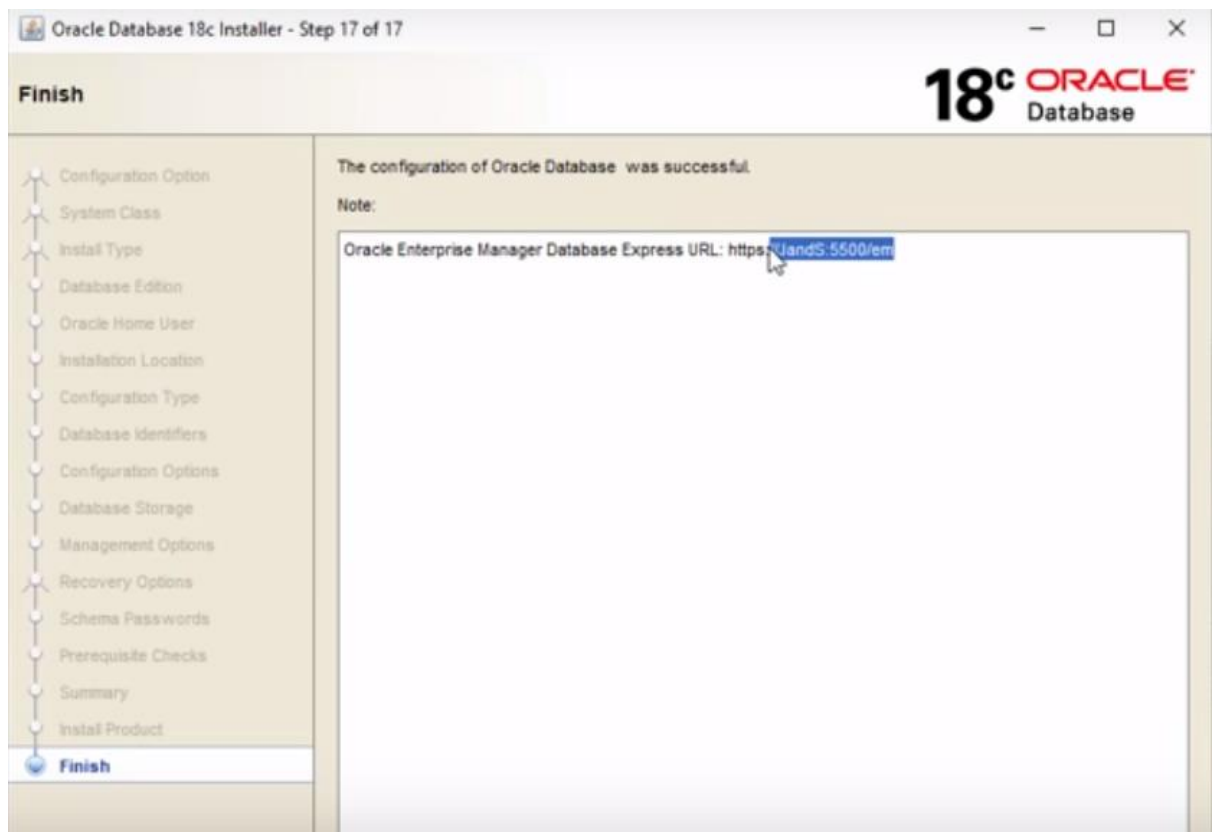 Oracle Database 18c Installer - Step 17 of 17
Finish
18c ORACLE
Database
Configuration Option
System Class
Install Type
Database Edition
Oracle Home User
Installation Location
Configuration Type
Database Identifiers
Configuration Options
Database Storage
Management Options
Recovery Options
Schema Passwords
Prerequisite Checks
Summary
Install Product
Finish
The configuration of Oracle Database was successful.
Note:
Oracle Enterprise Manager Database Express URL: https://JandS:5500/em